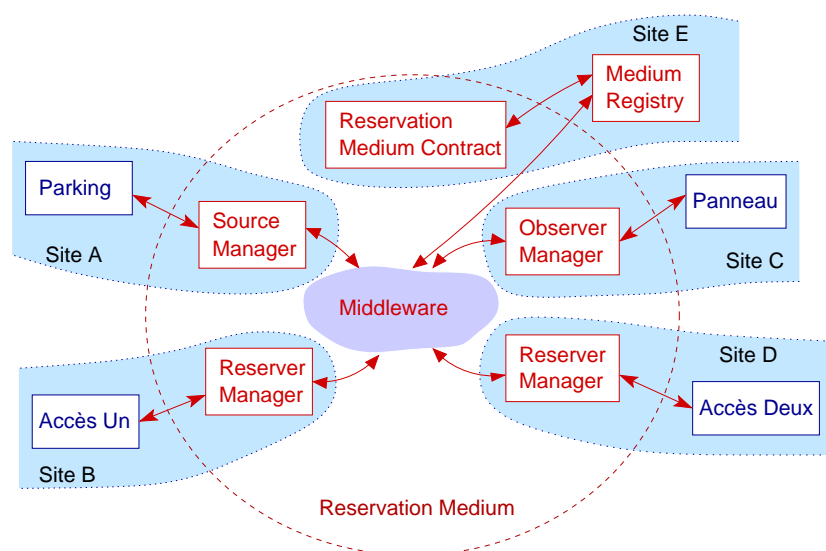 Site E
Medium
Registry
Reservation
Medium Contract
Parking
Source
Manager
Site A
Observer
Manager
Panneau
Site C
Middleware
Reserver
Manager
Accès Un
Site B
Reserver
Manager
Site D
Accès Deux
Reservation Medium